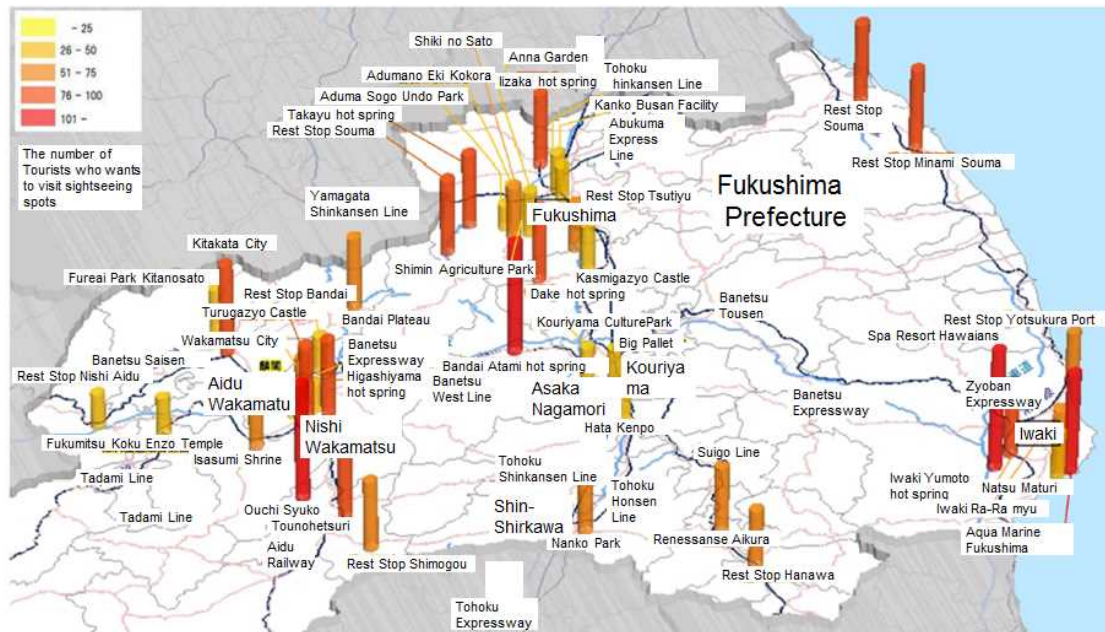 - 25
26 - 50
51 - 75
76 - 100
101 -
The number of
Tourists who wants
to visit sightseeing
spots
Shiki no Sato
Anna Garden
Adumano Eki Kokora
Iizaka hot spring
Tohoku
hinkansen Line
Aduma Sogo Undo Park
Kanko Busan Facility
Takayu hot spring
Rest Stop Souma
Abukuma
Express
Line
Rest Stop
Souma
Rest Stop Minami Souma
Yamagata
Shinkansen Line
Rest Stop Tsutiyu
Fukushima
Fukushima
Prefecture
Kitakata City
Fureai Park Kitanosato
Shimin Agriculture Park
Kasmigazyo Castle
Dake hot spring
Rest Stop Bandai
Turugazyo Castle
Bandai Plateau
Wakamatsu City
Banetsu
Tousen
Kouriyama CulturePark
Big Pallet
Rest Stop Yotsukura Port
Spa Resort Hawaians
Banetsu
Expressway
Higashiyama
hot spring
Banetsu Saisen
Rest Stop Nishi Aidu
Bandai Atami hot spring
Banetsu
West Line
Kouriya
ma
Aidu
Wakamatu
Asaka
Nagamori
Zyoban
Expressway
Banetsu
Expressway
Nishi
Wakamatsu
Hata Kenpo
Iwaki
Fukumitsu Koku Enzo Temple
Isasumi Shrine
Suigo Line
Tadami Line
Tohoku
Shinkansen Line
Iwaki Yumoto
hot spring
Natsu Maturi
Tohoku
Honsen
Line
Ouchi Syuko
Tounohetsuri
Shin-
Shirkawa
Iwaki Ra-Ra myu
Tadami Line
Aqua Marine
Fukushima
Nanko Park
Renessanse Aikura
Aidu
Railway
Rest Stop Shimogou
Rest Stop Hanawa
Tohoku
Expressway